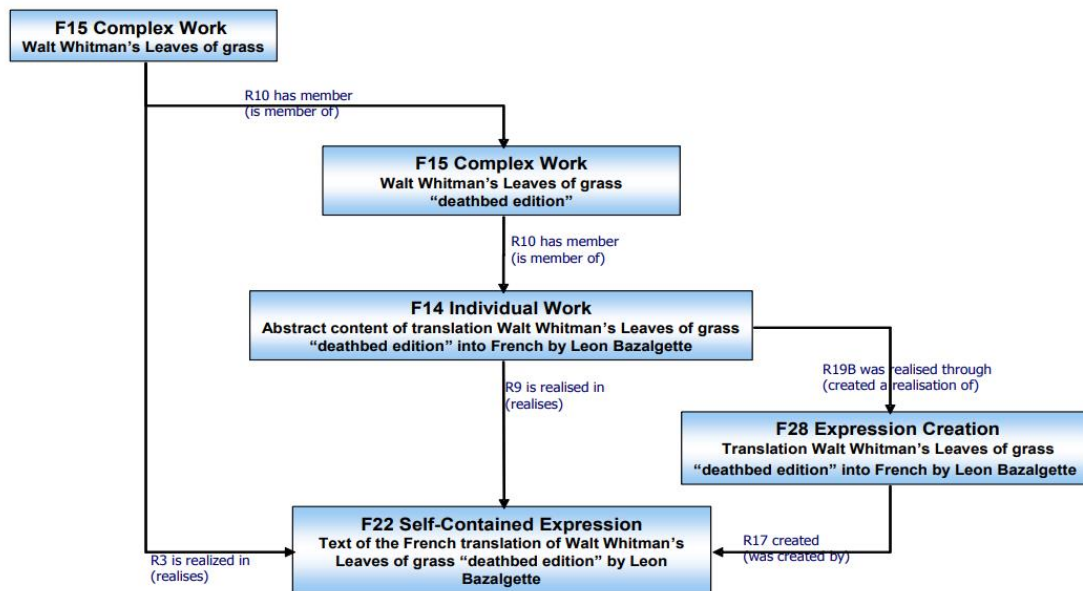 F15 Complex Work
Walt Whitman’s Leaves of grass
R10 has member
(is member of)
F15 Complex Work
Walt Whitman’s Leaves of grass
“deathbed edition”
R10 has member
(is member of)
F14 Individual Work
Abstract content of translation Walt Whitman’s Leaves of grass
“deathbed edition” into French by Leon Bazalgette
R19B was realised through
(created a realisation of)
R9 is realised in
(realises)
F28 Expression Creation
Translation Walt Whitman’s Leaves of grass
“deathbed edition” into French by Leon Bazalgette
F22 Self-Contained Expression
Text of the French translation of Walt Whitman’s
Leaves of grass “deathbed edition” by Leon
Bazalgette
R17 created
(was created by)
R3 is realized in
(realises)